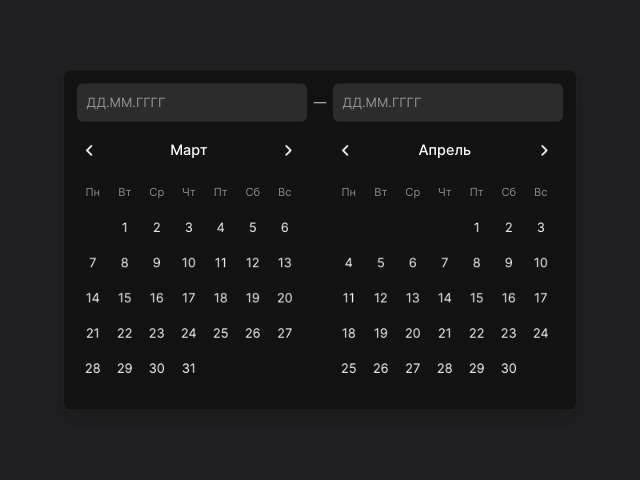 ДД.ММ.ГГГГ — ДД.ММ.ГГГГ
Март
Пн Вт Ср Чт Пт Сб Вс
1 2 3 4 5 6
7 8 9 10 11 12 13
14 15 16 17 18 19 20
21 22 23 24 25 26 27
28 29 30 31
Апрель
Пн Вт Ср Чт Пт Сб Вс
1 2 3
4 5 6 7 8 9 10
11 12 13 14 15 16 17
18 19 20 21 22 23 24
25 26 27 28 29 30